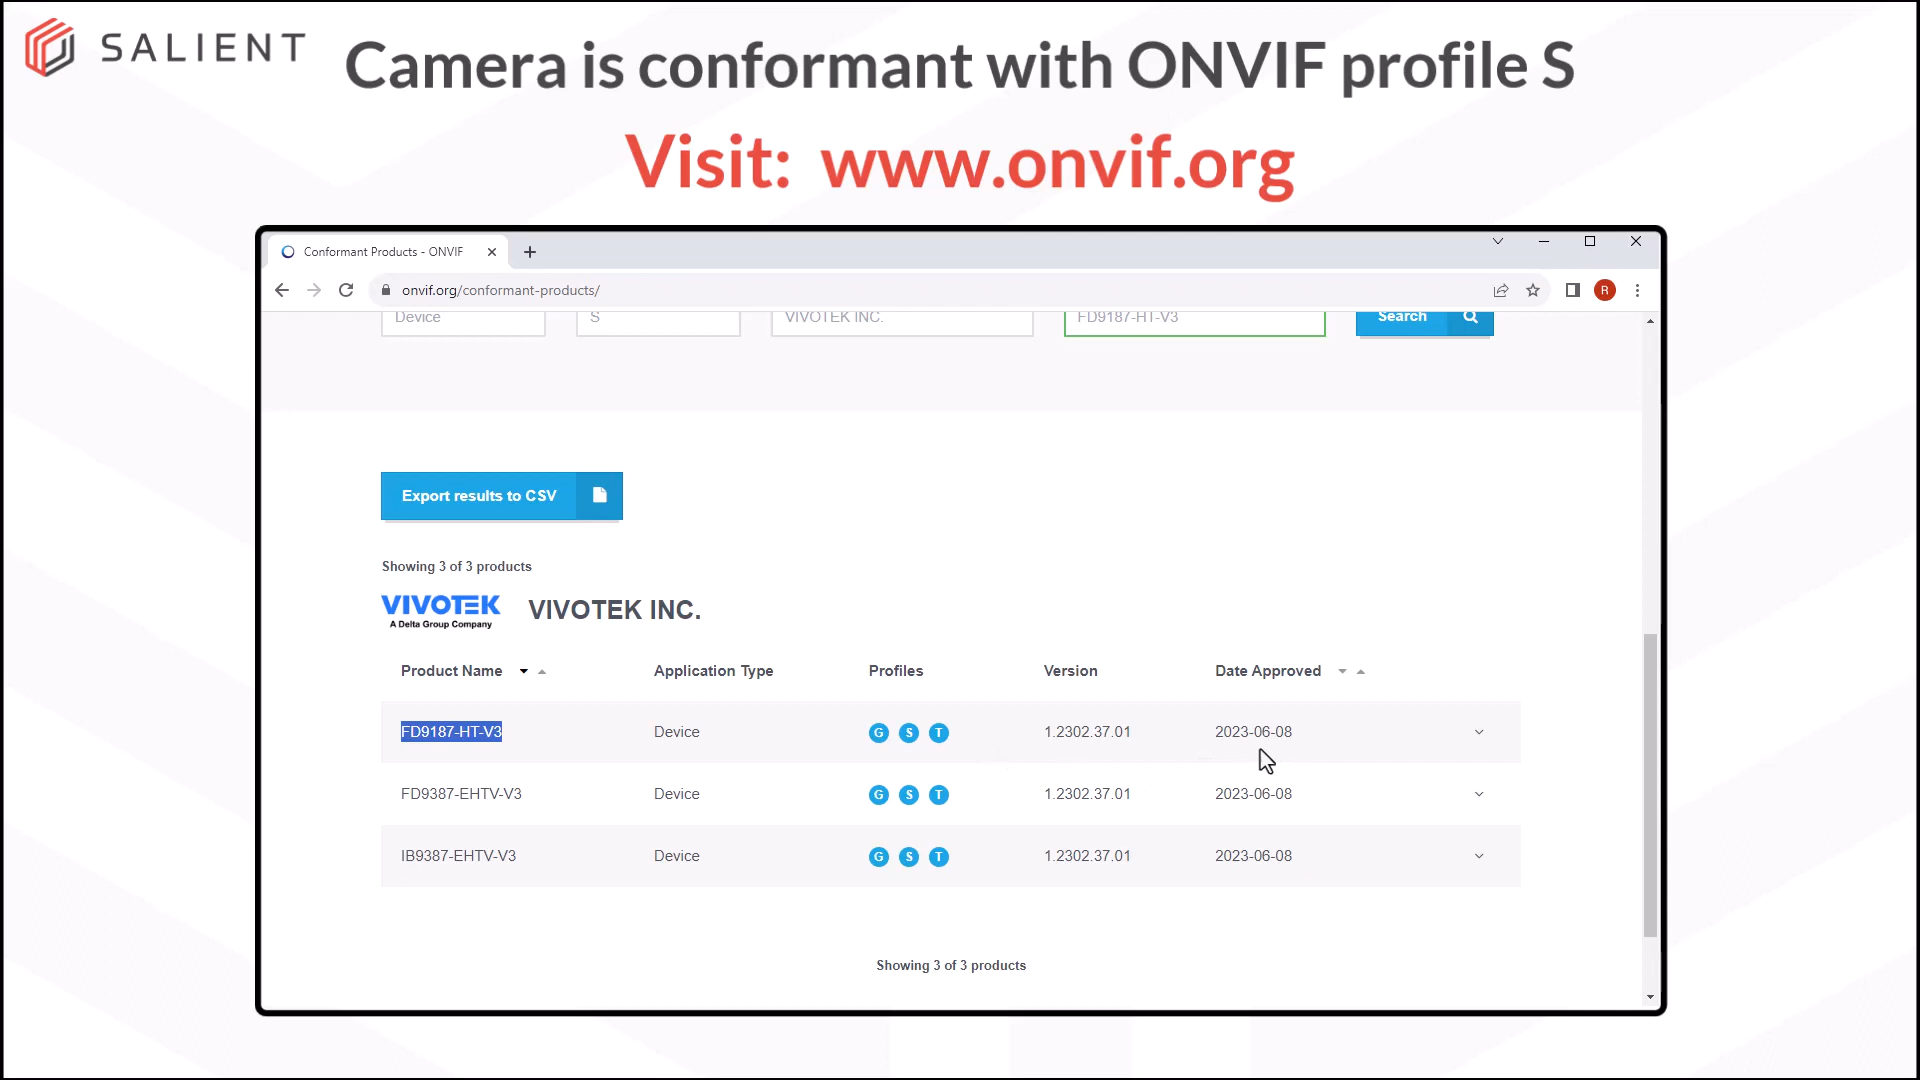 SALIENT
Camera is conformant with ONVIF profile S
Visit: www.onvif.org
Conformant Products - ONVIF
onvif.org/conformant-products/
R
Device S VIVOTEK INC. FD9187-HT-V3 Search
Export results to CSV
Showing 3 of 3 products
VIVOTEK
A Delta Group Company
VIVOTEK INC.
Product Name Application Type Profiles Version Date Approved
FD9187-HT-V3 Device G S T 1.2302.37.01 2023-06-08
FD9387-EHTV-V3 Device G S T 1.2302.37.01 2023-06-08
IB9387-EHTV-V3 Device G S T 1.2302.37.01 2023-06-08
Showing 3 of 3 products